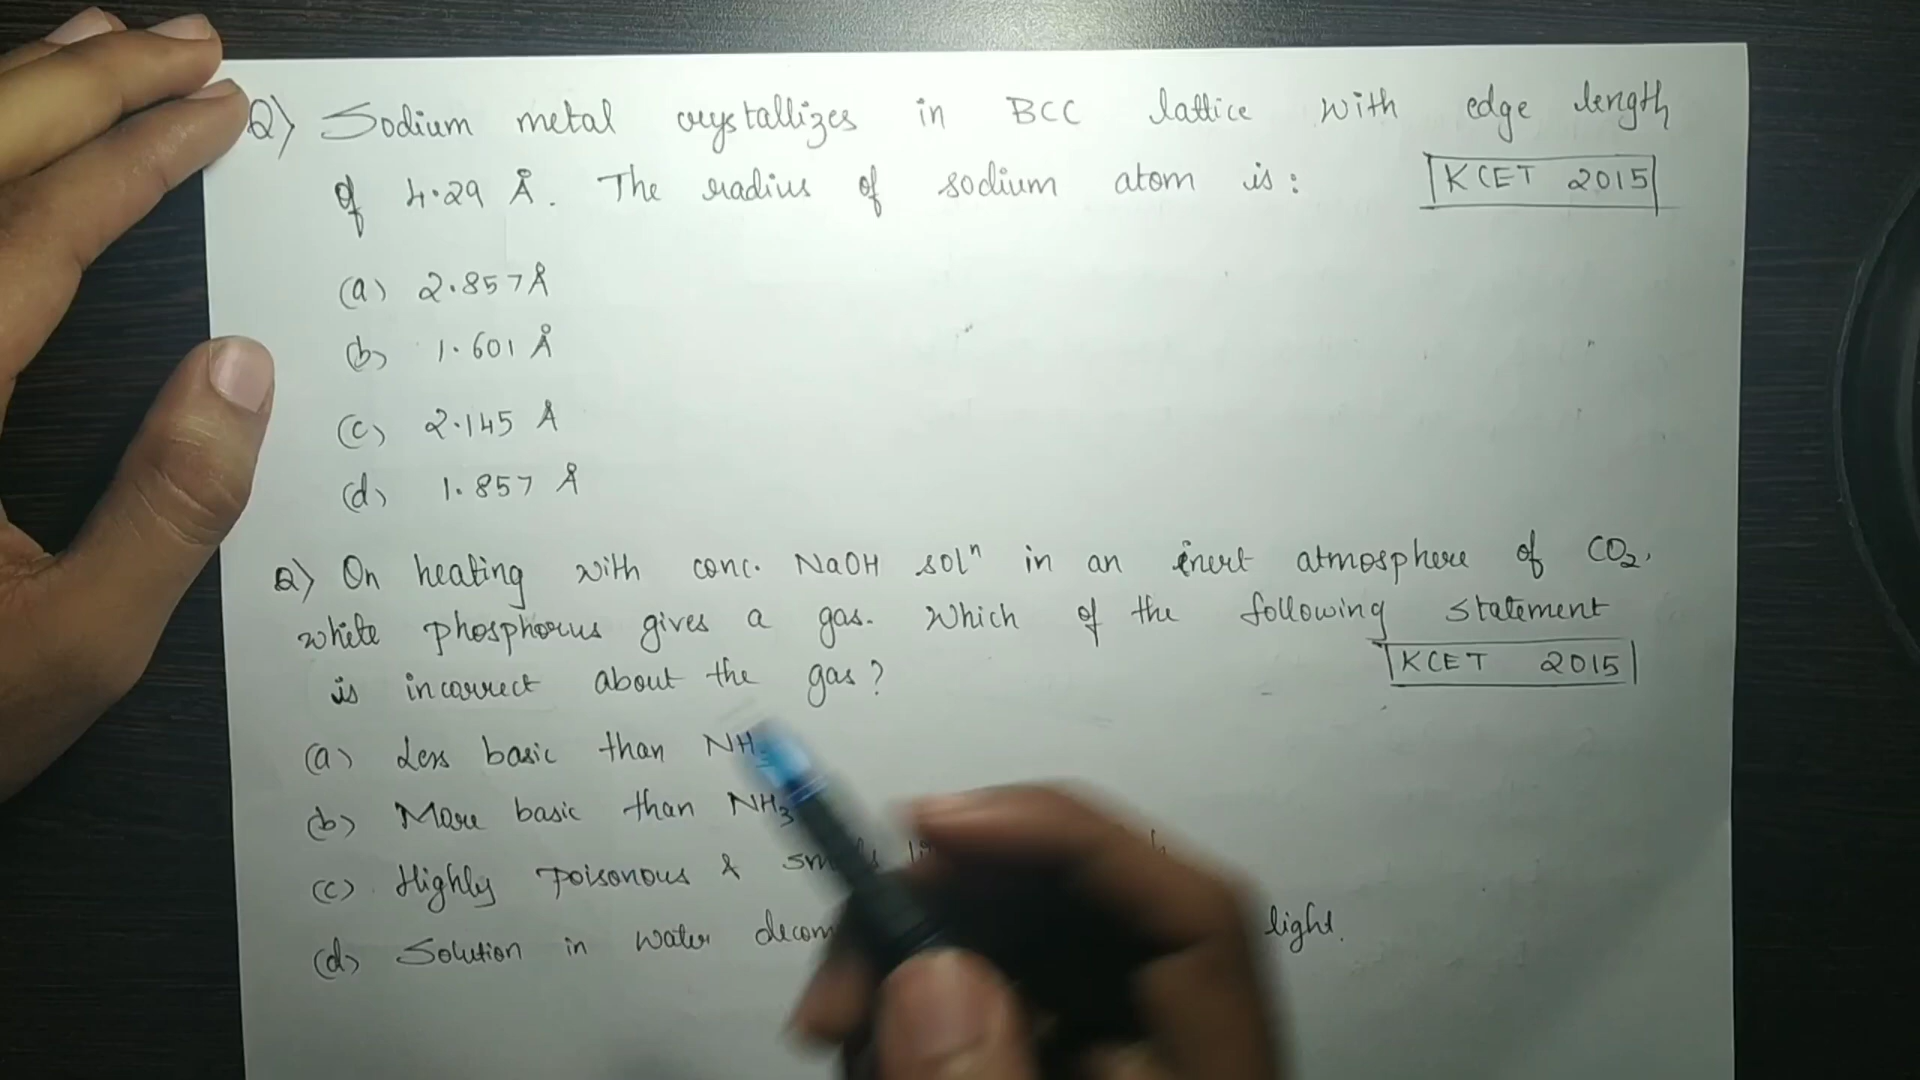 Q) Sodium metal crystallizes in BCC lattice with edge length
of 4.29 Å. The radius of sodium atom is:
KCET 2015
(a) 2.857 Å
(b) 1.601 Å
(c) 2.145 Å
(d) 1.857 Å
Q) On heating with conc. NaOH solⁿ in an inert atmosphere of CO₂,
white phosphorus gives a gas. Which of the following statement
is incorrect about the gas?
KCET 2015
(a) Less basic than NH₃
(b) More basic than NH₃
(c) Highly poisonous &
(d) Solution in water light.